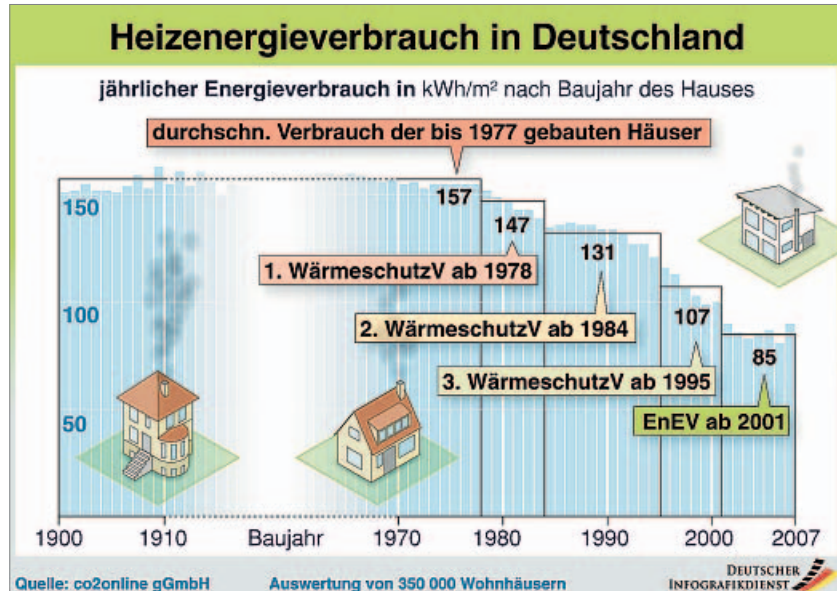 Heizenergieverbrauch in Deutschland
jährlicher Energieverbrauch in kWh/m² nach Baujahr des Hauses
durchschn. Verbrauch der bis 1977 gebauten Häuser
150
157
147
1. WärmeschutzV ab 1978
131
100
2. WärmeschutzV ab 1984
107
3. WärmeschutzV ab 1995
85
50
EnEV ab 2001
1900 1910 Baujahr 1970 1980 1990 2000 2007
Quelle: co2online gGmbH Auswertung von 350 000 Wohnhäusern
DEUTSCHER
INFOGRAFIKDIENST